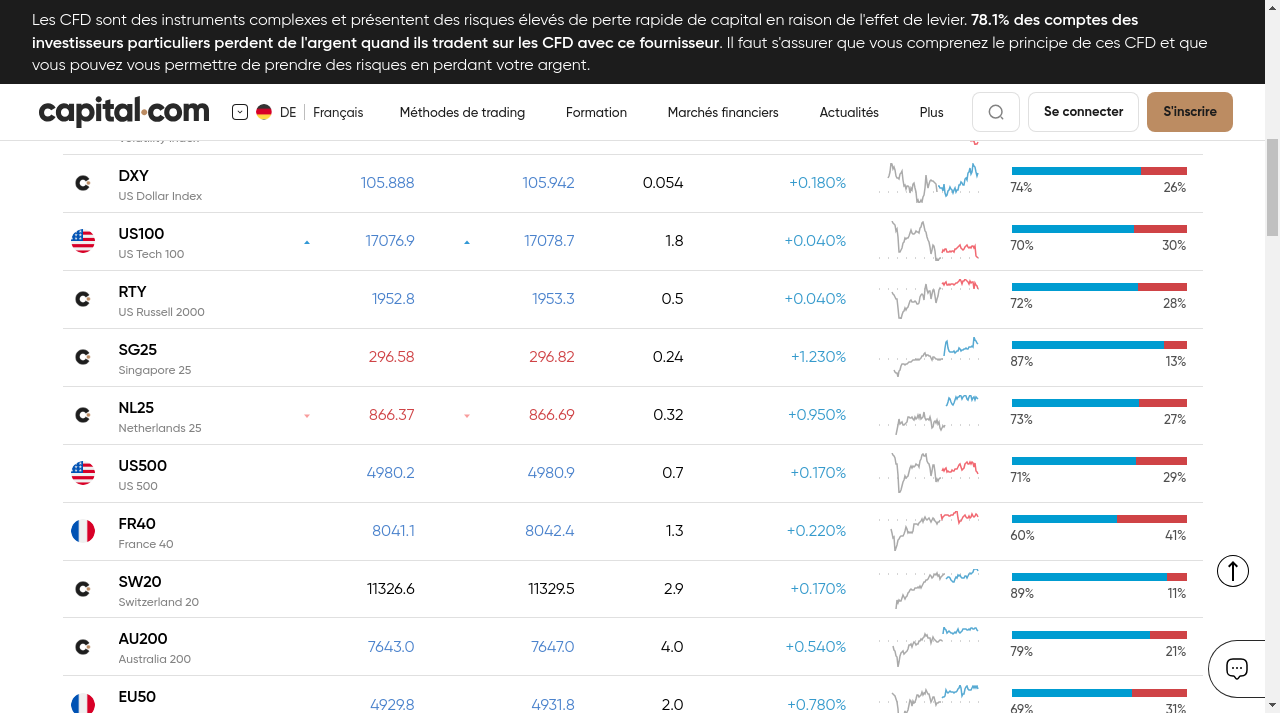 Les CFD sont des instruments complexes et présentent des risques élevés de perte rapide de capital en raison de l'effet de levier. 78.1% des comptes des
investisseurs particuliers perdent de l'argent quand ils tradent sur les CFD avec ce fournisseur. Il faut s'assurer que vous comprenez le principe de ces CFD et que
vous pouvez vous permettre de prendre des risques en perdant votre argent.
capital.com DE Français Méthodes de trading Formation Marchés financiers Actualités Plus Se connecter S'inscrire
Volatility Index
DXY 105.888 105.942 0.054 +0.180%
US Dollar Index 74% 26%
US100 17076.9 17078.7 1.8 +0.040%
US Tech 100 70% 30%
RTY 1952.8 1953.3 0.5 +0.040%
US Russell 2000 72% 28%
SG25 296.58 296.82 0.24 +1.230%
Singapore 25 87% 13%
NL25 866.37 866.69 0.32 +0.950%
Netherlands 25 73% 27%
US500 4980.2 4980.9 0.7 +0.170%
US 500 71% 29%
FR40 8041.1 8042.4 1.3 +0.220%
France 40 60% 41%
SW20 11326.6 11329.5 2.9 +0.170%
Switzerland 20 89% 11%
AU200 7643.0 7647.0 4.0 +0.540%
Australia 200 79% 21%
EU50 4929.8 4931.8 2.0 +0.780%
69% 31%